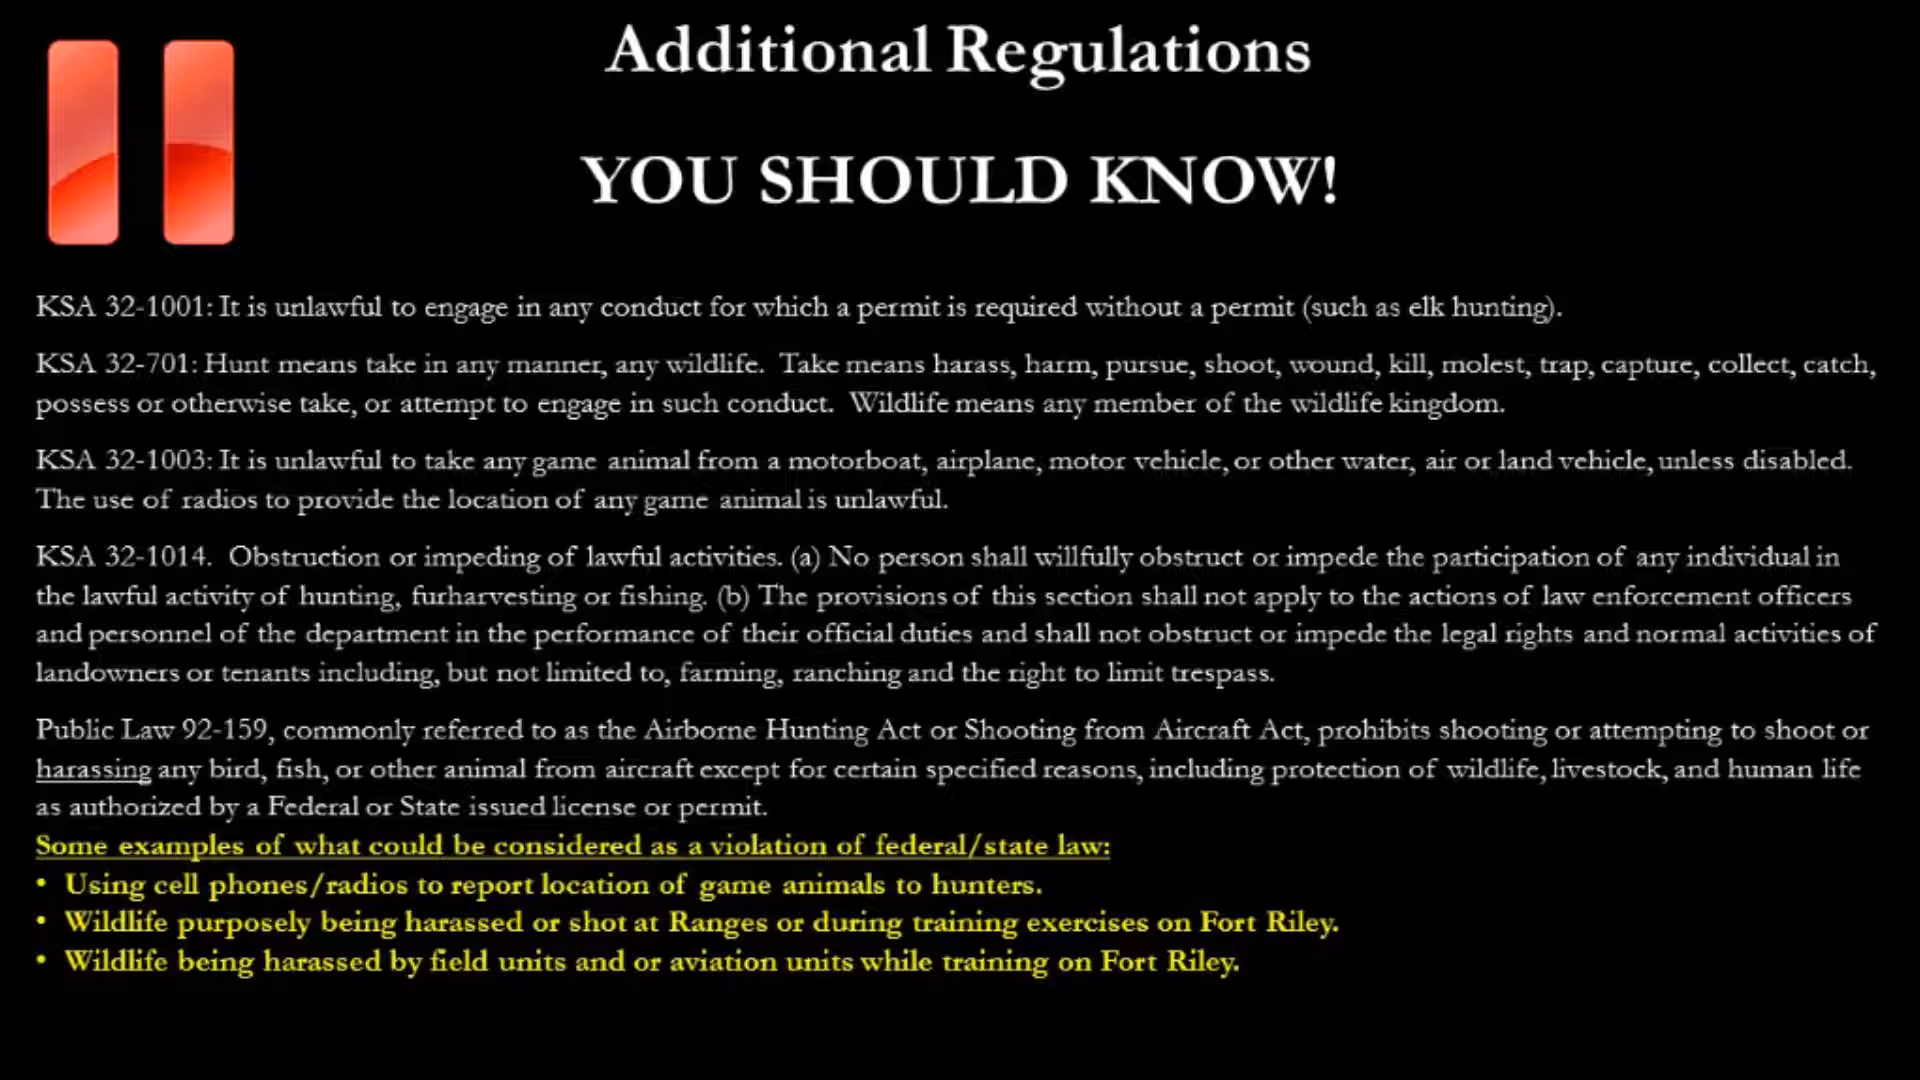 Additional Regulations
YOU SHOULD KNOW!
KSA 32-1001: It is unlawful to engage in any conduct for which a permit is required without a permit (such as elk hunting).
KSA 32-701: Hunt means take in any manner, any wildlife. Take means harass, harm, pursue, shoot, wound, kill, molest, trap, capture, collect, catch,
possess or otherwise take, or attempt to engage in such conduct. Wildlife means any member of the wildlife kingdom.
KSA 32-1003: It is unlawful to take any game animal from a motorboat, airplane, motor vehicle, or other water, air or land vehicle, unless disabled.
The use of radios to provide the location of any game animal is unlawful.
KSA 32-1014. Obstruction or impeding of lawful activities. (a) No person shall willfully obstruct or impede the participation of any individual in
the lawful activity of hunting, furharvesting or fishing. (b) The provisions of this section shall not apply to the actions of law enforcement officers
and personnel of the department in the performance of their official duties and shall not obstruct or impede the legal rights and normal activities of
landowners or tenants including, but not limited to, farming, ranching and the right to limit trespass.
Public Law 92-159, commonly referred to as the Airborne Hunting Act or Shooting from Aircraft Act, prohibits shooting or attempting to shoot or
harassing any bird, fish, or other animal from aircraft except for certain specified reasons, including protection of wildlife, livestock, and human life
as authorized by a Federal or State issued license or permit.
Some examples of what could be considered as a violation of federal/state law:
• Using cell phones/radios to report location of game animals to hunters.
• Wildlife purposely being harassed or shot at Ranges or during training exercises on Fort Riley.
• Wildlife being harassed by field units and or aviation units while training on Fort Riley.